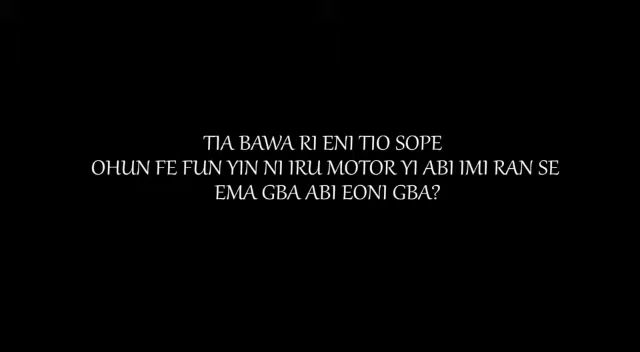 TIA BAWA RI ENI TIO SOPE
OHUN FE FUN YIN NI IRU MOTOR YI ABI IMI RAN SE
EMA GBA ABI EONI GBA?